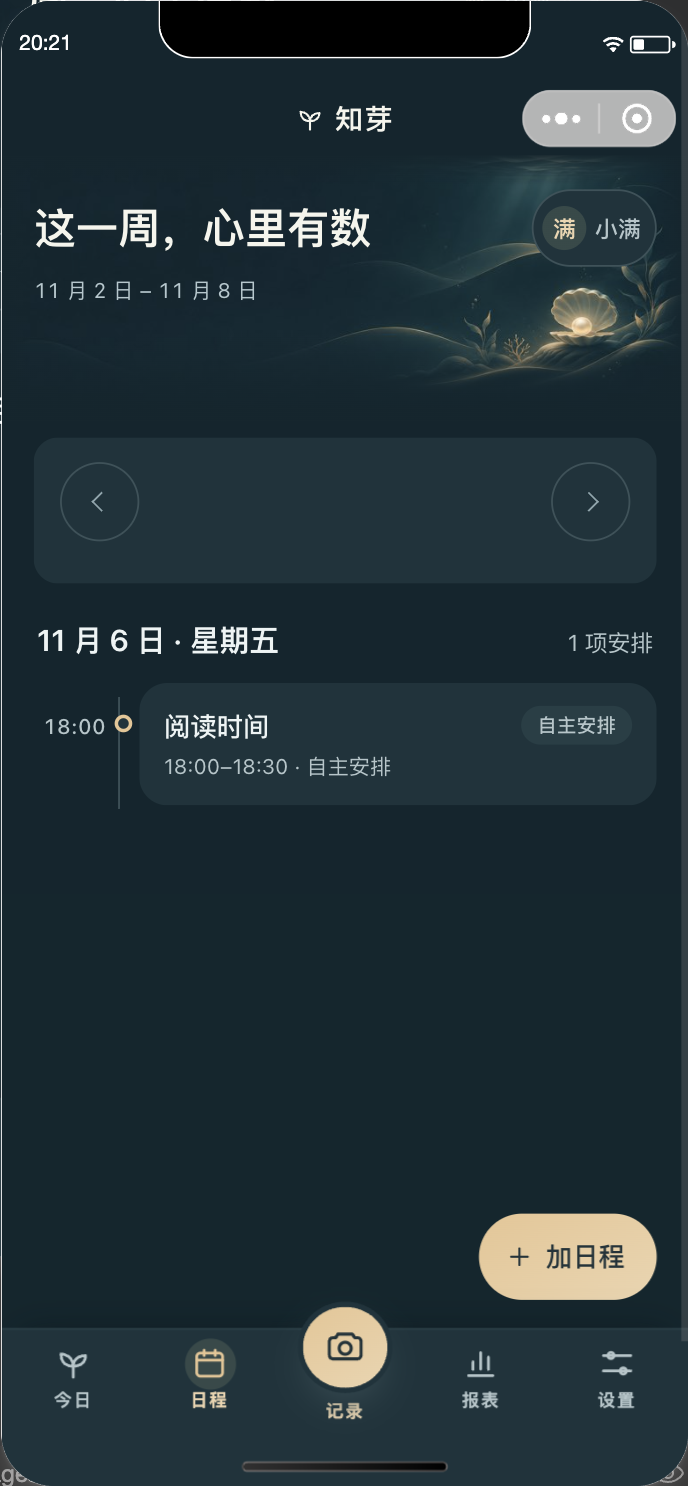 20:21
知芽
这一周，心里有数
满 小满
11 月 2 日 – 11 月 8 日
11 月 6 日 · 星期五
1 项安排
18:00
阅读时间
自主安排
18:00–18:30 · 自主安排
+ 加日程
今日
日程
记录
报表
设置